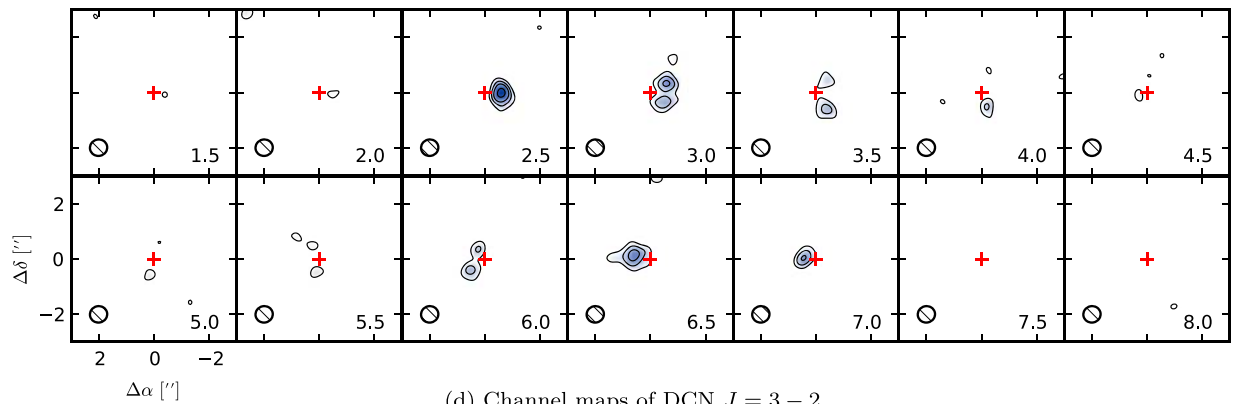 1.5 2.0 2.5 3.0 3.5 4.0 4.5
2
0
−2
Δδ [′′]
5.0 5.5 6.0 6.5 7.0 7.5 8.0
2 0 −2
Δα [′′]
(d) Channel maps of DCN J = 3 − 2